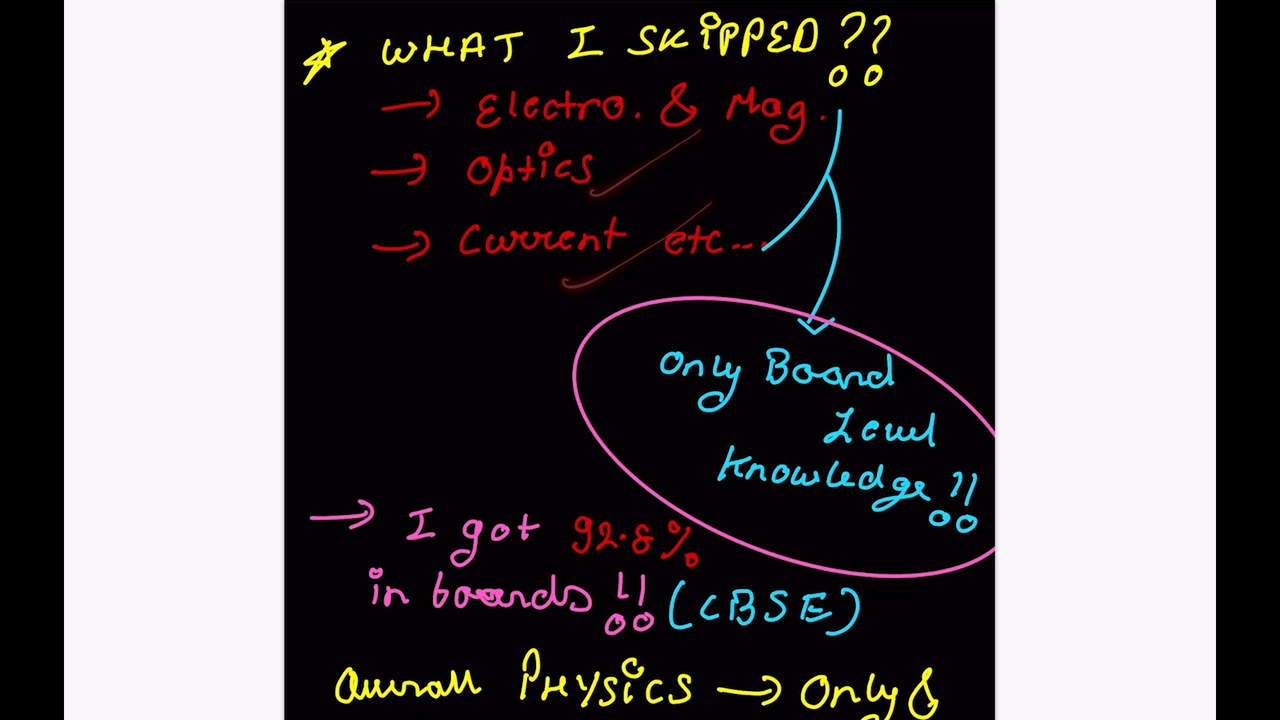 * WHAT I SKIPPED ??
→ Electro. & Mag.
→ Optics
→ Current etc...
Only Board
Level
Knowledge !!
→ I got 92.8%
in boards !! (CBSE)
Overall PHYSICS → Only &